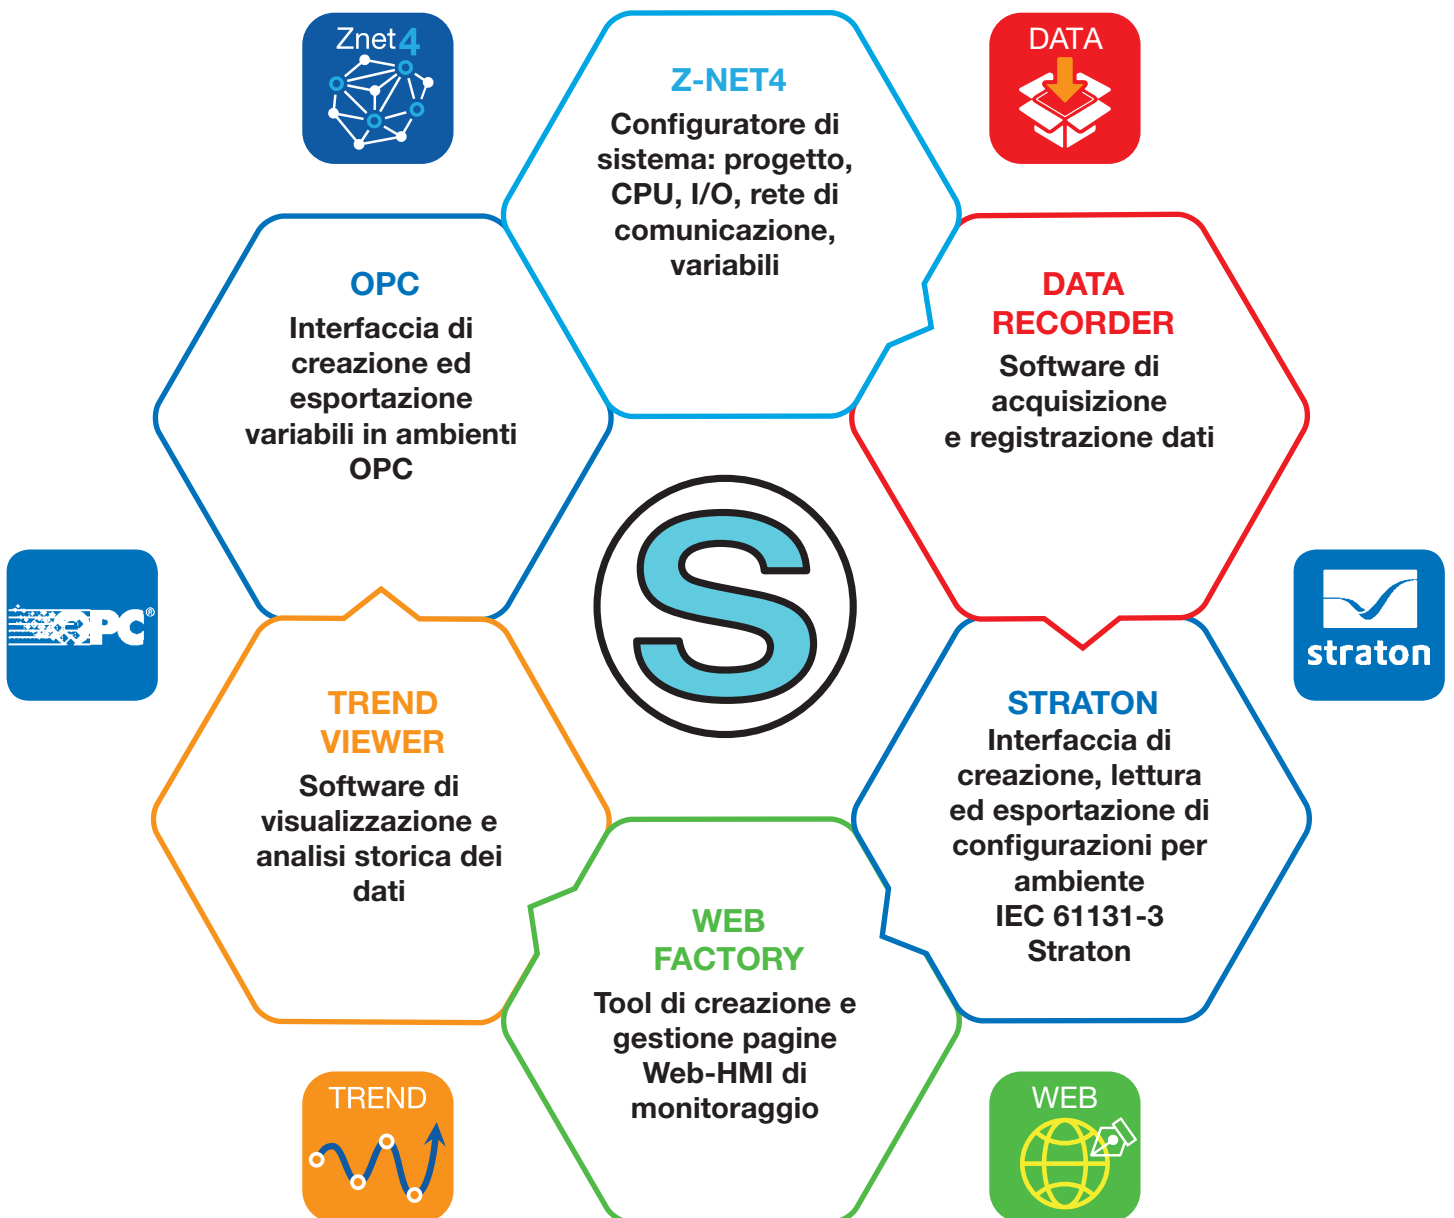 Znet4
Z-NET4
Configuratore di
sistema: progetto,
CPU, I/O, rete di
comunicazione,
variabili
DATA
OPC
Interfaccia di
creazione ed
esportazione
variabili in ambienti
OPC
DATA
RECORDER
Software di
acquisizione
e registrazione dati
S
OPC®
straton
TREND
VIEWER
Software di
visualizzazione e
analisi storica dei
dati
STRATON
Interfaccia di
creazione, lettura
ed esportazione di
configurazioni per
ambiente
IEC 61131-3
Straton
WEB
FACTORY
Tool di creazione e
gestione pagine
Web-HMI di
monitoraggio
TREND
WEB